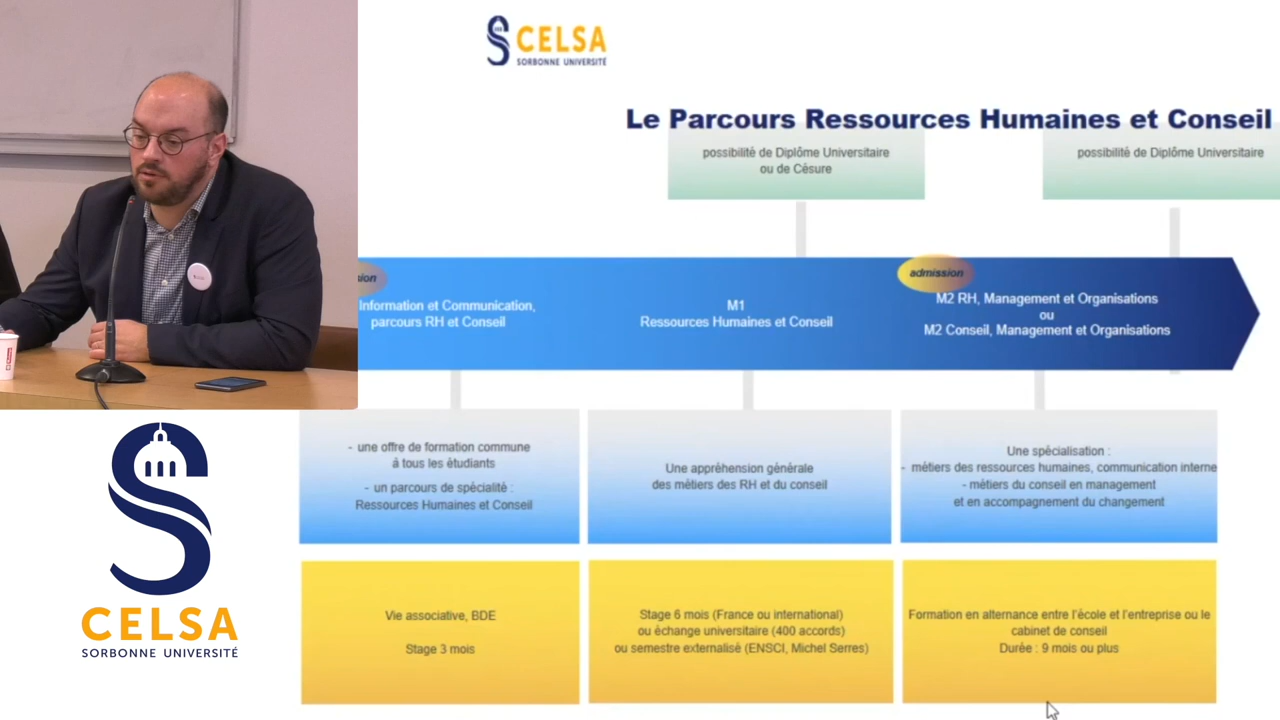 CELSA
SORBONNE UNIVERSITÉ
Le Parcours Ressources Humaines et Conseil
possibilité de Diplôme Universitaire
ou de Césure
possibilité de Diplôme Universitaire
admission
Information et Communication,
parcours RH et Conseil
M1
Ressources Humaines et Conseil
M2 RH, Management et Organisations
ou
M2 Conseil, Management et Organisations
- une offre de formation commune
à tous les étudiants
- un parcours de spécialité :
Ressources Humaines et Conseil
Une appréhension générale
des métiers des RH et du conseil
Une spécialisation :
- métiers des ressources humaines, communication interne
- métiers du conseil en management
et en accompagnement du changement
Vie associative, BDE
Stage 3 mois
Stage 6 mois (France ou international)
ou échange universitaire (400 accords)
ou semestre externalisé (ENSCI, Michel Serres)
Formation en alternance entre l'école et l'entreprise ou le
cabinet de conseil
Durée : 9 mois ou plus
CELSA
SORBONNE UNIVERSITÉ